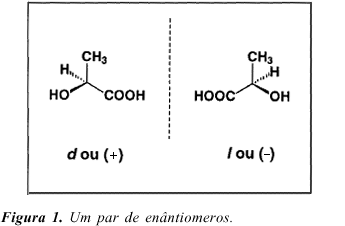 CH3 CH3
H H
HO COOH HOOC OH
d ou (+) l ou (–)
Figura 1. Um par de enântiomeros.